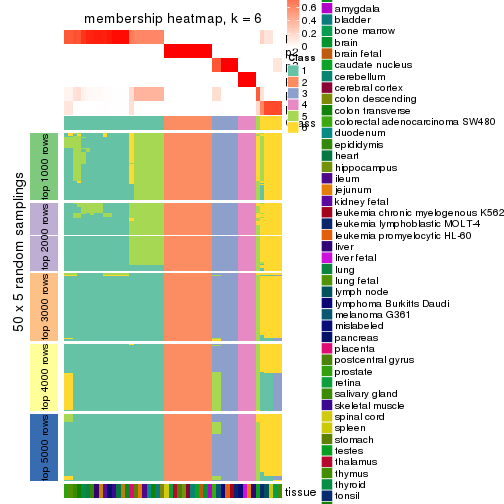 membership heatmap, k = 6
50 x 5 random samplings
top 1000 rows
top 2000 rows
top 3000 rows
top 4000 rows
top 5000 rows
0.6
0.4
0.2
0
Class
1
2
3
4
5
6
tissue
amygdala
bladder
bone marrow
brain
brain fetal
caudate nucleus
cerebellum
cerebral cortex
colon descending
colon transverse
colorectal adenocarcinoma SW480
duodenum
epididymis
heart
hippocampus
ileum
jejunum
kidney fetal
leukemia chronic myelogenous K562
leukemia lymphoblastic MOLT-4
leukemia promyelocytic HL-60
liver
liver fetal
lung
lung fetal
lymph node
lymphoma Burkitts Daudi
melanoma G361
mislabeled
pancreas
placenta
postcentral gyrus
prostate
retina
salivary gland
skeletal muscle
spinal cord
spleen
stomach
testes
thalamus
thymus
thyroid
tonsil